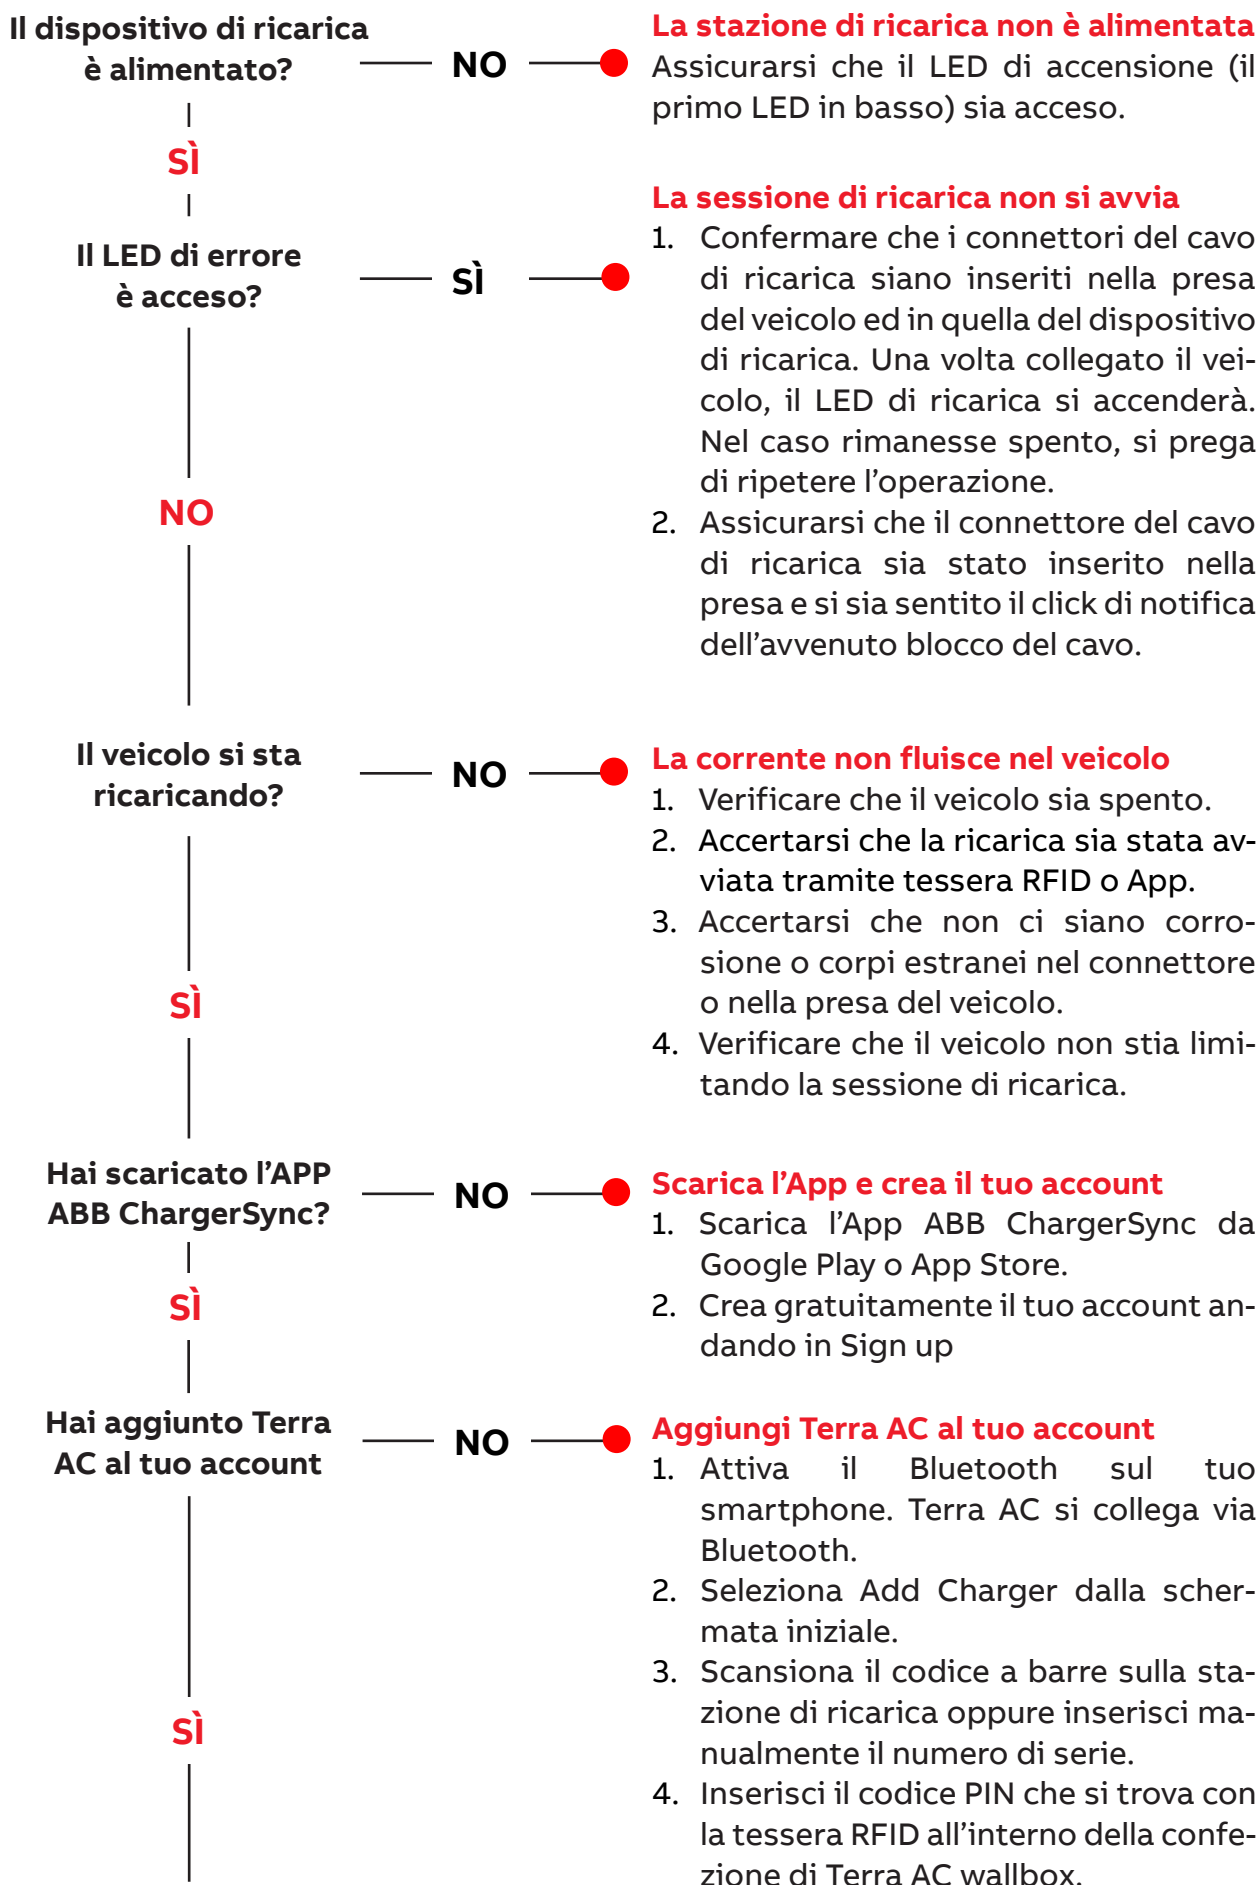 Il dispositivo di ricarica
è alimentato?
NO
La stazione di ricarica non è alimentata
Assicurarsi che il LED di accensione (il
primo LED in basso) sia acceso.
SÌ
Il LED di errore
è acceso?
SÌ
La sessione di ricarica non si avvia
1. Confermare che i connettori del cavo
di ricarica siano inseriti nella presa
del veicolo ed in quella del dispositivo
di ricarica. Una volta collegato il vei-
colo, il LED di ricarica si accenderà.
Nel caso rimanesse spento, si prega
di ripetere l’operazione.
2. Assicurarsi che il connettore del cavo
di ricarica sia stato inserito nella
presa e si sia sentito il click di notifica
dell’avvenuto blocco del cavo.
NO
Il veicolo si sta
ricaricando?
NO
La corrente non fluisce nel veicolo
1. Verificare che il veicolo sia spento.
2. Accertarsi che la ricarica sia stata av-
viata tramite tessera RFID o App.
3. Accertarsi che non ci siano corro-
sione o corpi estranei nel connettore
o nella presa del veicolo.
4. Verificare che il veicolo non stia limi-
tando la sessione di ricarica.
SÌ
Hai scaricato l’APP
ABB ChargerSync?
NO
Scarica l’App e crea il tuo account
1. Scarica l’App ABB ChargerSync da
Google Play o App Store.
2. Crea gratuitamente il tuo account an-
dando in Sign up
SÌ
Hai aggiunto Terra
AC al tuo account
NO
Aggiungi Terra AC al tuo account
1. Attiva il Bluetooth sul tuo
smartphone. Terra AC si collega via
Bluetooth.
2. Seleziona Add Charger dalla scher-
mata iniziale.
3. Scansiona il codice a barre sulla sta-
zione di ricarica oppure inserisci ma-
nualmente il numero di serie.
4. Inserisci il codice PIN che si trova con
la tessera RFID all’interno della confe-
zione di Terra AC wallbox.
SÌ